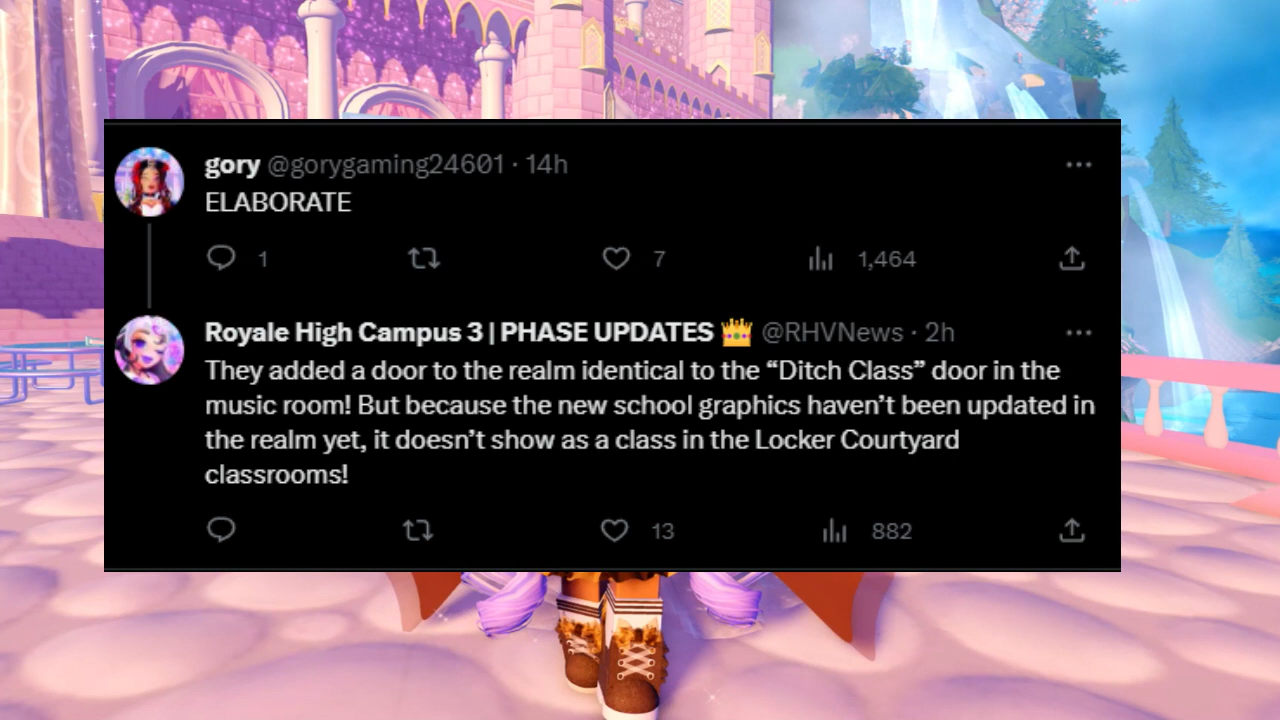 gory @gorygaming24601 · 14h
ELABORATE
1 7 1,464
Royale High Campus 3 | PHASE UPDATES 👑 @RHVNews · 2h
They added a door to the realm identical to the “Ditch Class” door in the
music room! But because the new school graphics haven’t been updated in
the realm yet, it doesn’t show as a class in the Locker Courtyard
classrooms!
13 882